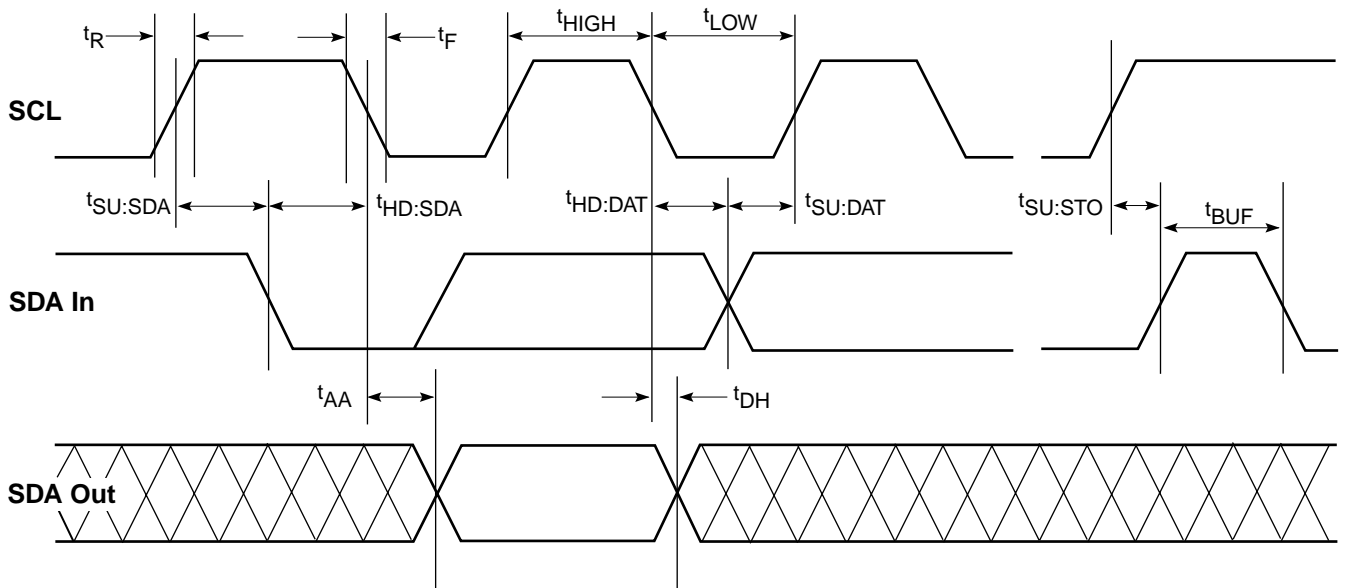 tR
tF
tHIGH
tLOW
SCL
tSU:SDA
tHD:SDA
tHD:DAT
tSU:DAT
tSU:STO
tBUF
SDA In
tAA
tDH
SDA Out